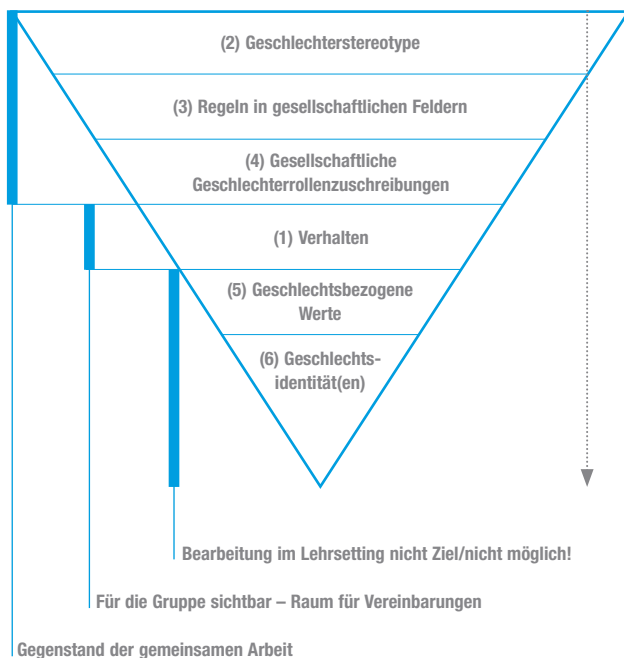 (2) Geschlechterstereotype
(3) Regeln in gesellschaftlichen Feldern
(4) Gesellschaftliche
Geschlechterrollenzuschreibungen
(1) Verhalten
(5) Geschlechtsbezogene
Werte
(6) Geschlechts-
identität(en)
Bearbeitung im Lehrsetting nicht Ziel/nicht möglich!
Für die Gruppe sichtbar – Raum für Vereinbarungen
Gegenstand der gemeinsamen Arbeit